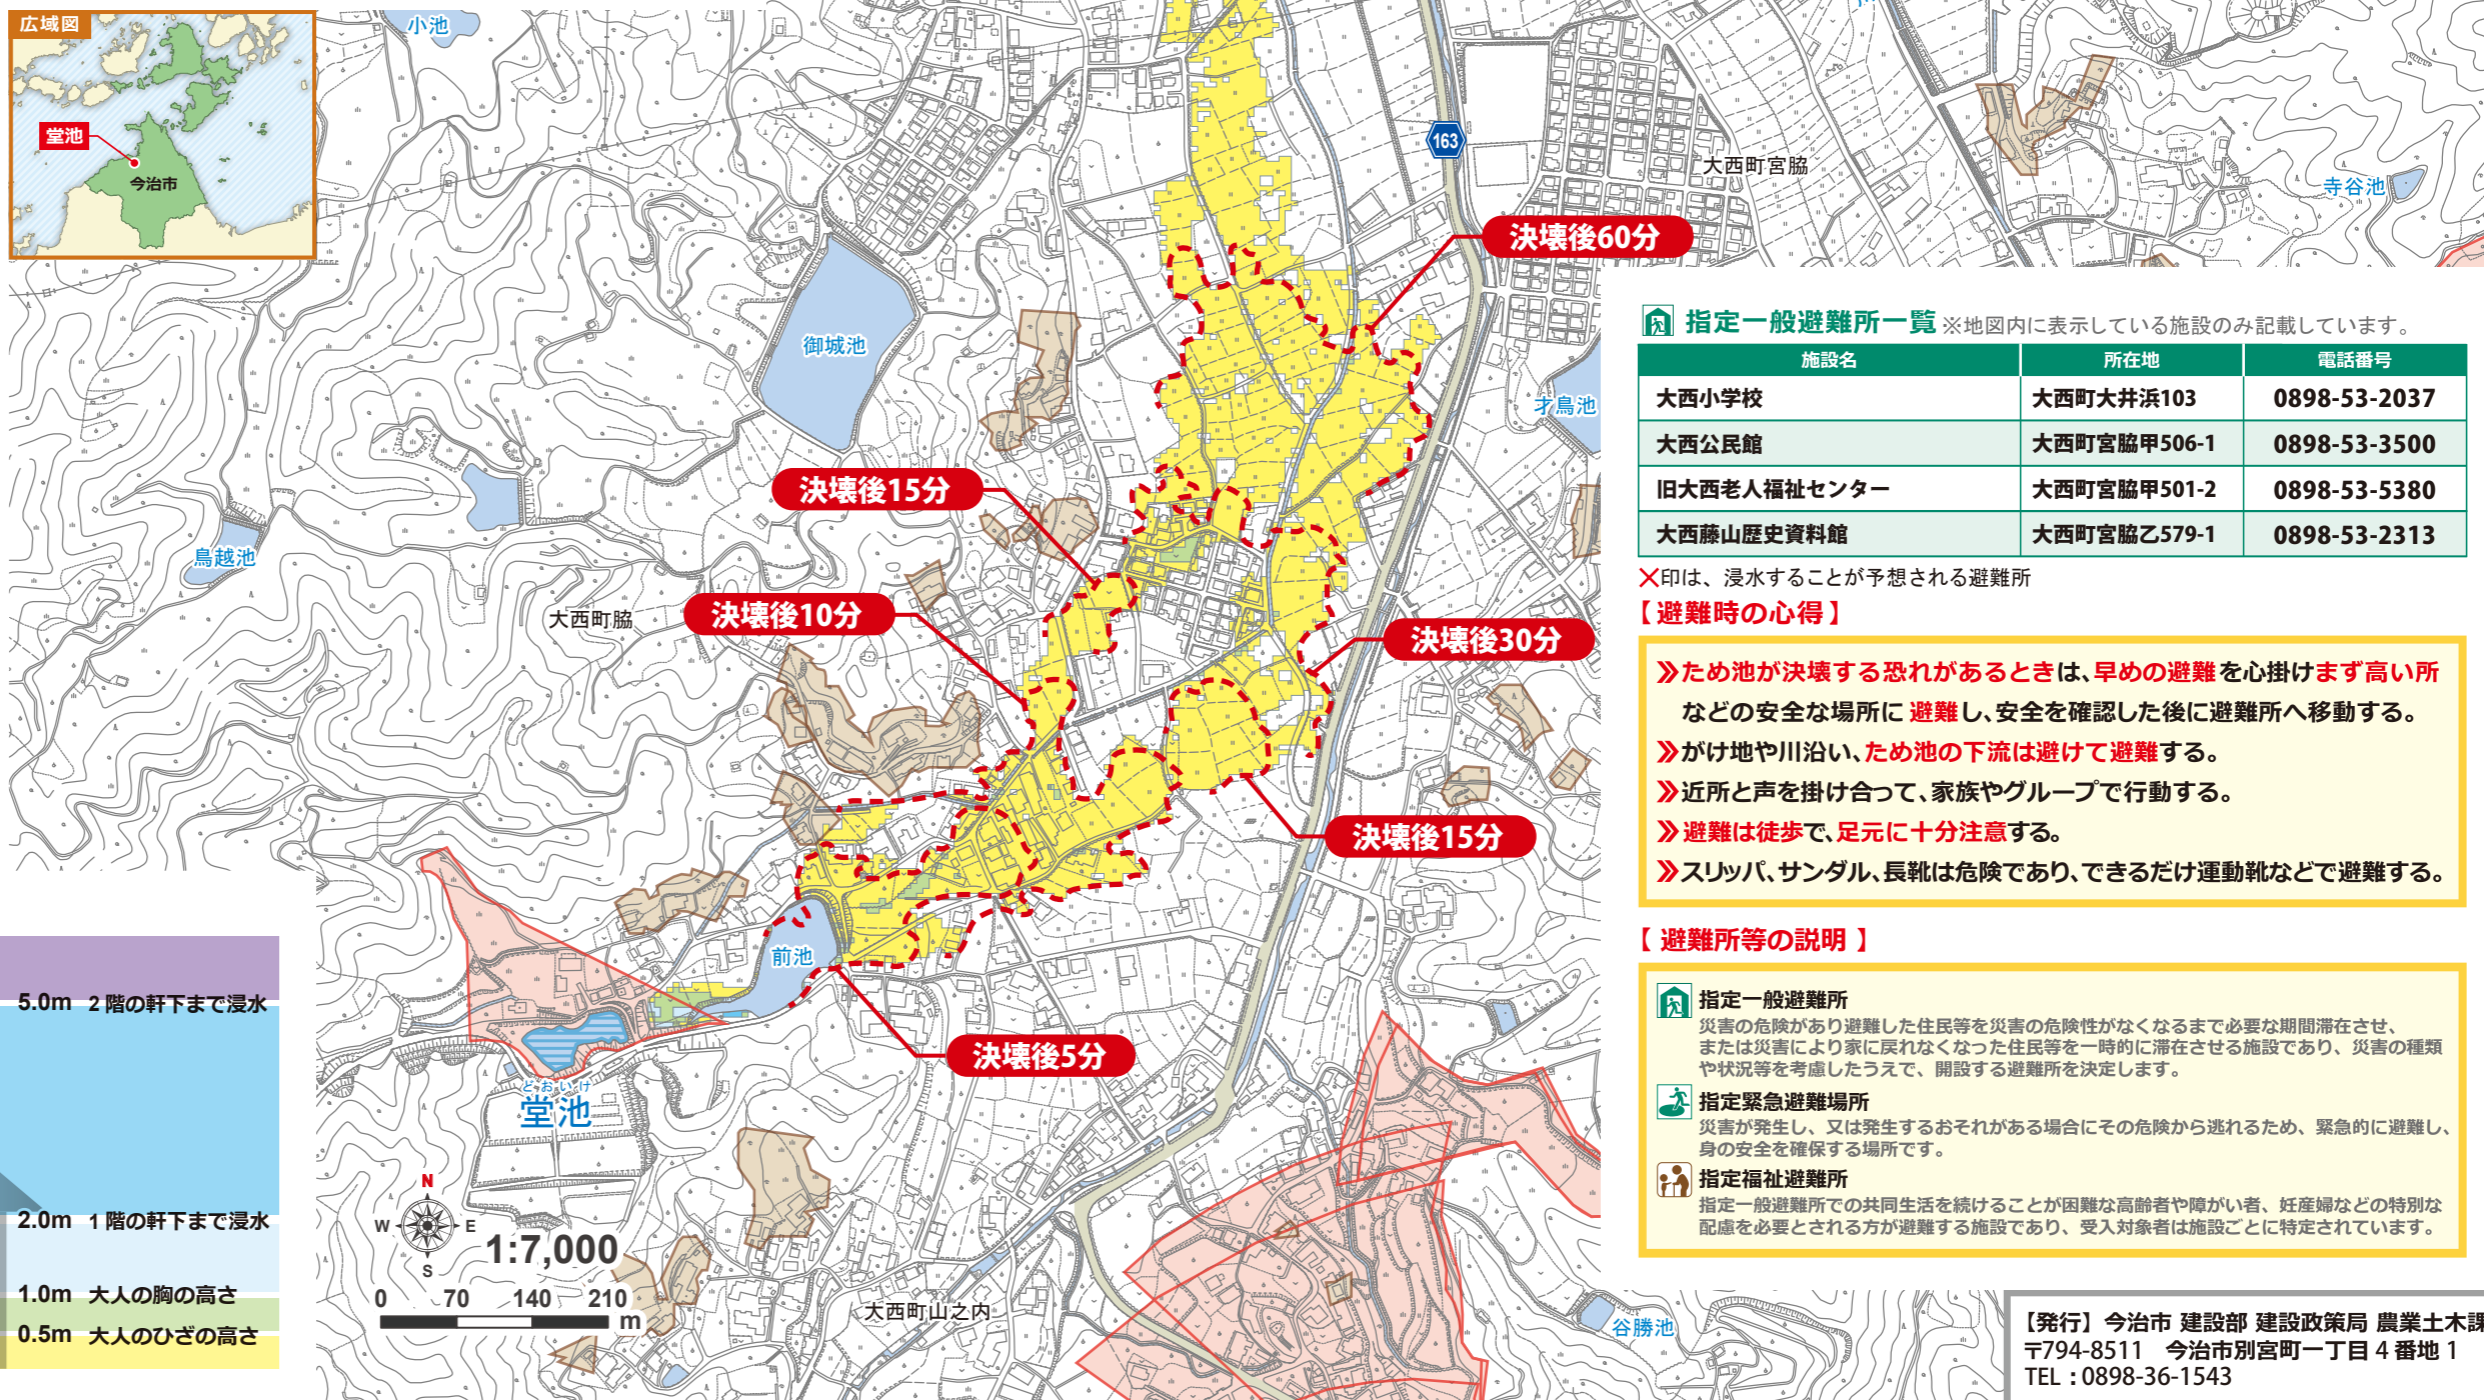 広域図
堂池
今治市
小池
163
大西町宮脇
寺谷池
決壊後60分
御城池
才鳥池
決壊後15分
鳥越池
大西町脇
決壊後10分
決壊後30分
決壊後15分
前池
決壊後5分
どおいけ
堂池
大西町山之内
谷勝池
N
W
E
S
1:7,000
0 70 140 210
m
5.0m 2階の軒下まで浸水
2.0m 1階の軒下まで浸水
1.0m 大人の胸の高さ
0.5m 大人のひざの高さ
指定一般避難所一覧 ※地図内に表示している施設のみ記載しています。
施設名 所在地 電話番号
大西小学校 大西町大井浜103 0898-53-2037
大西公民館 大西町宮脇甲506-1 0898-53-3500
旧大西老人福祉センター 大西町宮脇甲501-2 0898-53-5380
大西藤山歴史資料館 大西町宮脇乙579-1 0898-53-2313
×印は、浸水することが予想される避難所
【避難時の心得】
≫ため池が決壊する恐れがあるときは、早めの避難を心掛けまず高い所
などの安全な場所に避難し、安全を確認した後に避難所へ移動する。
≫がけ地や川沿い、ため池の下流は避けて避難する。
≫近所と声を掛け合って、家族やグループで行動する。
≫避難は徒歩で、足元に十分注意する。
≫スリッパ、サンダル、長靴は危険であり、できるだけ運動靴などで避難する。
【避難所等の説明】
指定一般避難所
災害の危険があり避難した住民等を災害の危険性がなくなるまで必要な期間滞在させ、
または災害により家に戻れなくなった住民等を一時的に滞在させる施設であり、災害の種類
や状況等を考慮したうえで、開設する避難所を決定します。
指定緊急避難場所
災害が発生し、又は発生するおそれがある場合にその危険から逃れるため、緊急的に避難し、
身の安全を確保する場所です。
指定福祉避難所
指定一般避難所での共同生活を続けることが困難な高齢者や障がい者、妊産婦などの特別な
配慮を必要とされる方が避難する施設であり、受入対象者は施設ごとに特定されています。
【発行】今治市 建設部 建設政策局 農業土木課
〒794-8511 今治市別宮町一丁目4番地1
TEL：0898-36-1543